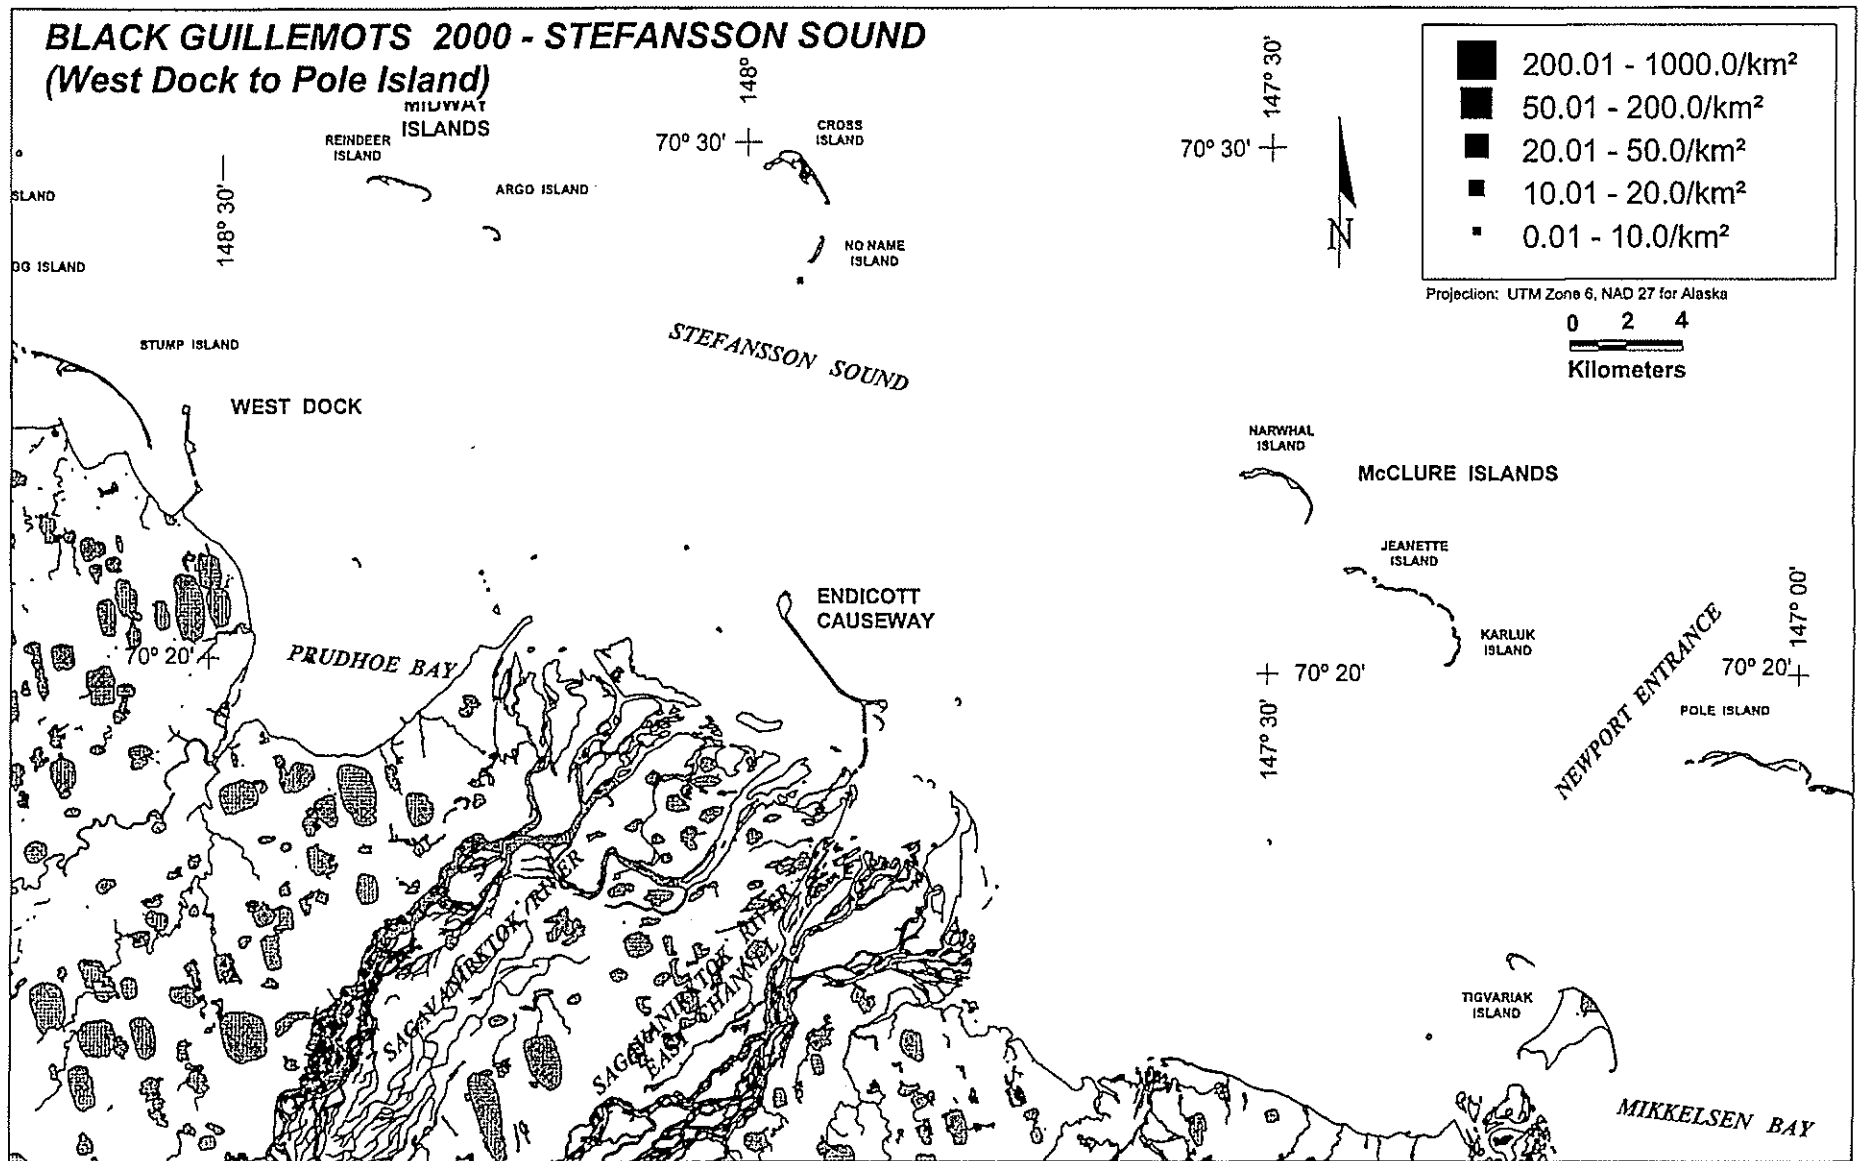 BLACK GUILLEMOTS 2000 - STEFANSSON SOUND
(West Dock to Pole Island)
MIDWAY
ISLANDS
REINDEER
ISLAND
ARGO ISLAND
148°
70° 30'
CROSS
ISLAND
NO NAME
ISLAND
147° 30'
70° 30'
N
200.01 - 1000.0/km²
50.01 - 200.0/km²
20.01 - 50.0/km²
10.01 - 20.0/km²
0.01 - 10.0/km²
Projection: UTM Zone 6, NAD 27 for Alaska
0 2 4
Kilometers
SLAND
GG ISLAND
148° 30'
STUMP ISLAND
WEST DOCK
STEFANSSON SOUND
NARWHAL
ISLAND
McCLURE ISLANDS
JEANETTE
ISLAND
KARLUK
ISLAND
ENDICOTT
CAUSEWAY
PRUDHOE BAY
70° 20'
70° 20'
147° 30'
NEWPORT ENTRANCE
147° 00'
70° 20'
POLE ISLAND
SAGAVANIRKTOK RIVER
SAGAVANIRKTOK RIVER
EAST CHANNEL
TIGVARIAK
ISLAND
MIKKELSEN BAY